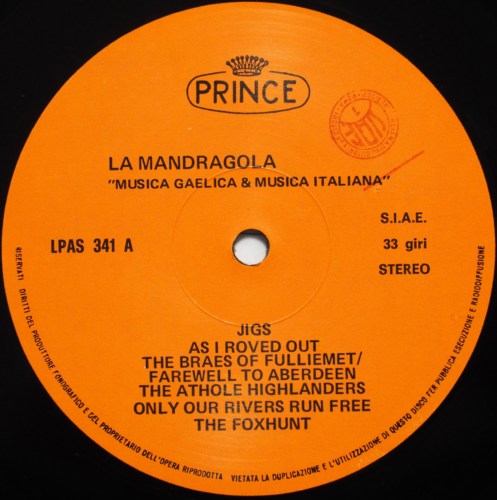 PRINCE
LA MANDRAGOLA
"MUSICA GAELICA & MUSICA ITALIANA"
S.I.A.E.
LPAS 341 A
33 giri
STEREO
JIGS
AS I ROVED OUT
THE BRAES OF FULLIEMET/
FAREWELL TO ABERDEEN
THE ATHOLE HIGHLANDERS
ONLY OUR RIVERS RUN FREE
THE FOXHUNT
RISERVATI DIRITTI DEL PRODUTTORE FONOGRAFICO E DEL PROPRIETARIO DELL'OPERA RIPRODOTTA VIETATA LA DUPLICAZIONE E L'UTILIZZAZIONE DI QUESTO DISCO PER PUBBLICA ESECUZIONE E RADIODIFFUSIONE